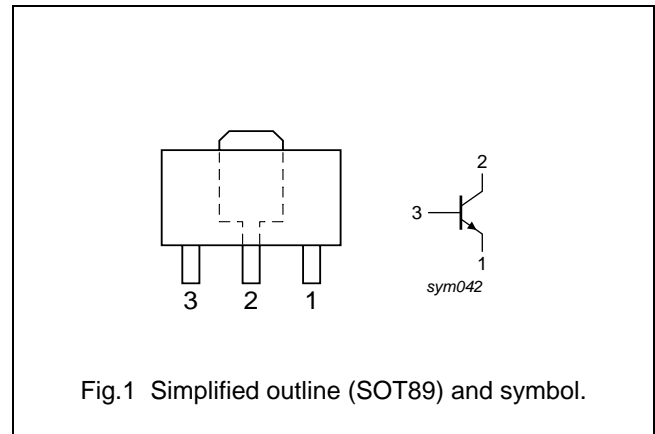 2
3
1
sym042
3 2 1
Fig.1 Simplified outline (SOT89) and symbol.